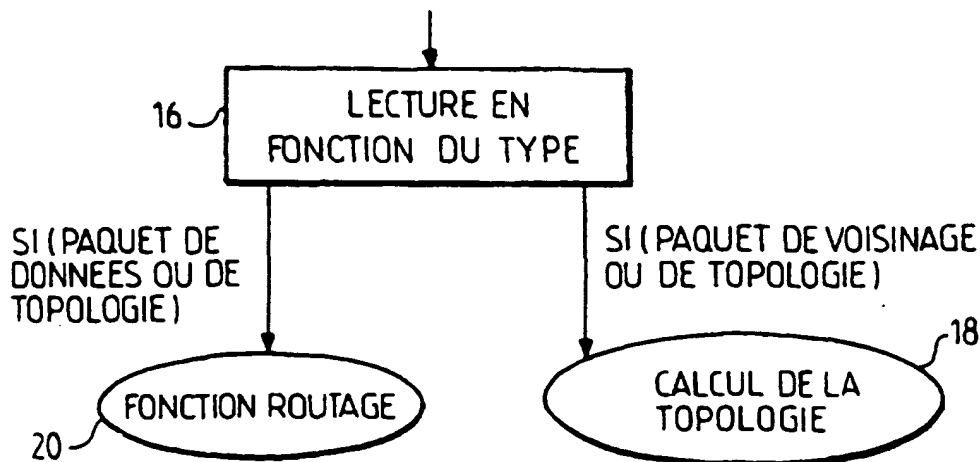 16
LECTURE EN
FONCTION DU TYPE
SI (PAQUET DE
DONNEES OU DE
TOPOLOGIE)
SI (PAQUET DE VOISINAGE
OU DE TOPOLOGIE)
18
FONCTION ROUTAGE
20
CALCUL DE LA
TOPOLOGIE